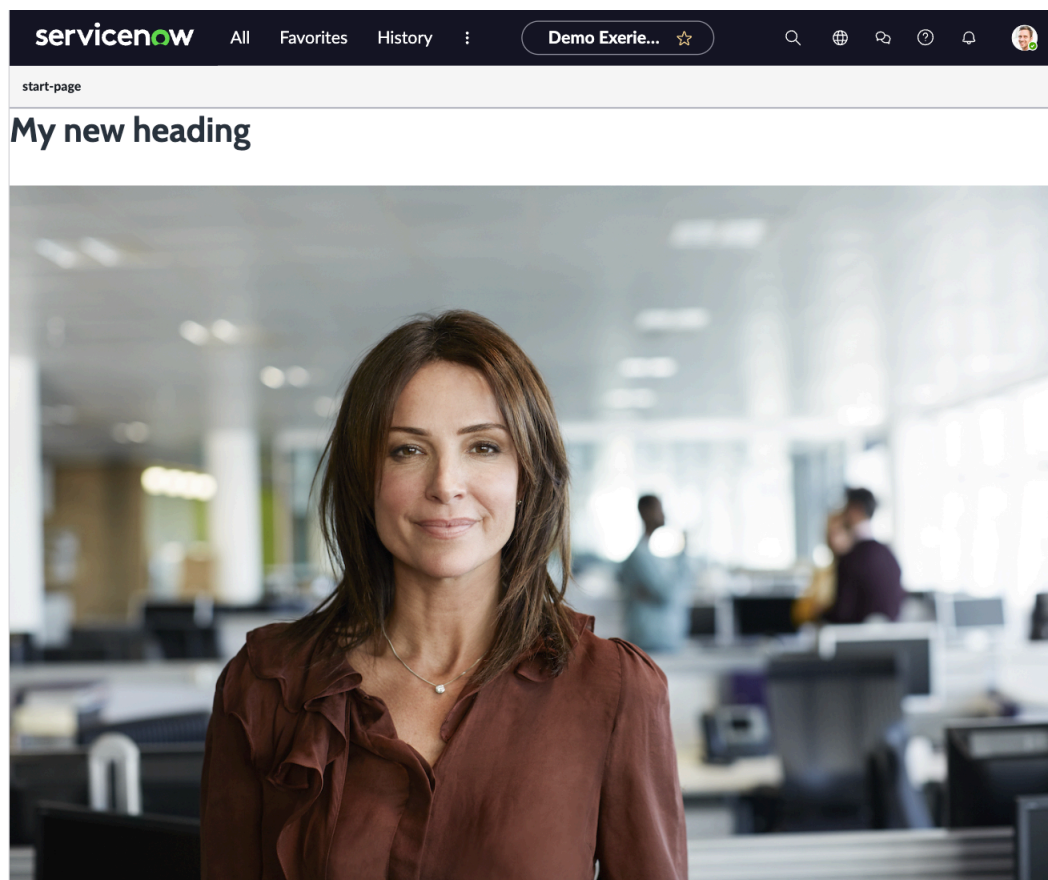 servicenow All Favorites History Demo Exerie...
start-page
My new heading